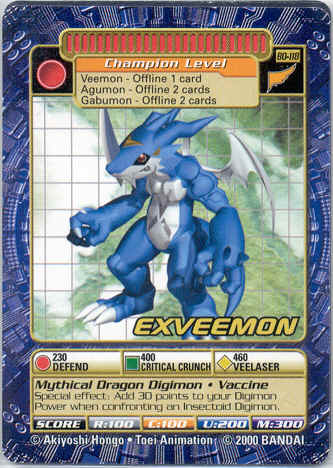 BO-118
Champion Level
Veemon - Offline 1 card
Agumon - Offline 2 cards
Gabumon - Offline 2 cards
EXVEEMON
230 DEFEND 400 CRITICAL CRUNCH 460 VEELASER
Mythical Dragon Digimon • Vaccine
Special effect: Add 30 points to your Digimon
Power when confronting an Insectoid Digimon.
Score R:100 C:100 U:200 M:300
©Akiyoshi Hongo • Toei Animation © 2000 BANDAI